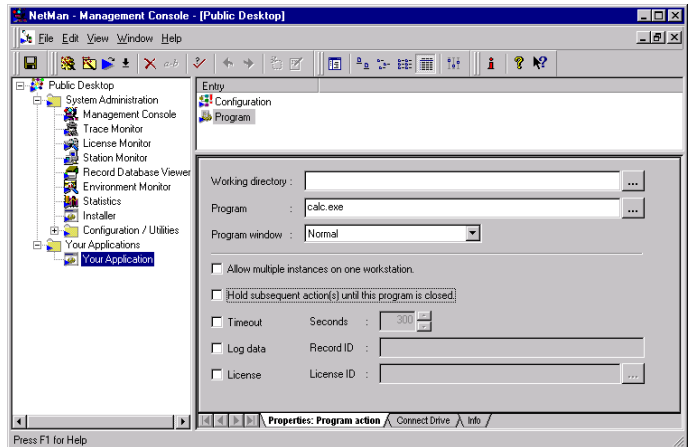 NetMan - Management Console - [Public Desktop]
File Edit View Window Help
a-b
Public Desktop
System Administration
Management Console
Trace Monitor
License Monitor
Station Monitor
Record Database Viewer
Environment Monitor
Statistics
Installer
Configuration / Utilities
Your Applications
Your Application
Entry
Configuration
Program
Working directory :
...
Program : calc.exe
...
Program window : Normal
Allow multiple instances on one workstation.
Hold subsequent action(s) until this program is closed.
Timeout Seconds : 300
Log data Record ID :
License License ID : ...
Properties: Program action Connect Drive Info
Press F1 for Help